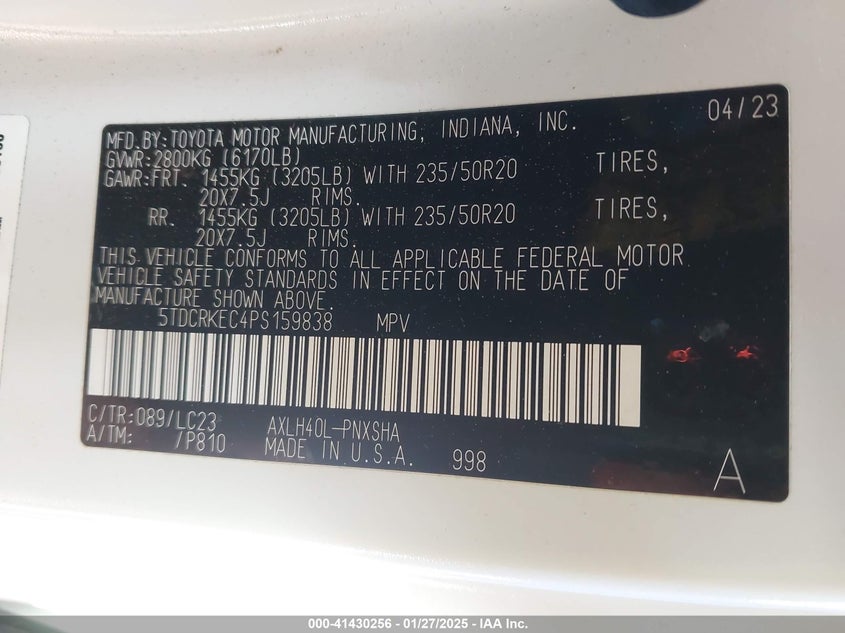 04/23
MFD.BY:TOYOTA MOTOR MANUFACTURING, INDIANA, INC.
GVWR:2800KG (6170LB)
GAWR:FRT. 1455KG (3205LB) WITH 235/50R20 TIRES,
20X7.5J RIMS.
RR. 1455KG (3205LB) WITH 235/50R20 TIRES,
20X7.5J RIMS.
THIS VEHICLE CONFORMS TO ALL APPLICABLE FEDERAL MOTOR
VEHICLE SAFETY STANDARDS IN EFFECT ON THE DATE OF
MANUFACTURE SHOWN ABOVE.
5TDCRKEC4PS159838 MPV
C/TR:089/LC23 AXLH40L-PNXSHA
A/TM: /P810 MADE IN U.S.A. 998
A
000-41430256 - 01/27/2025 - IAA Inc.